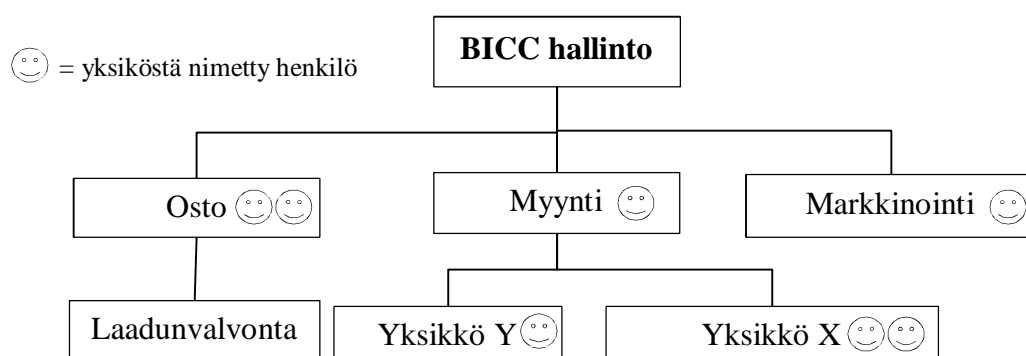 BICC hallinto
= yksiköstä nimetty henkilö
Osto
Myynti
Markkinointi
Laadunvalvonta
Yksikkö Y
Yksikkö X